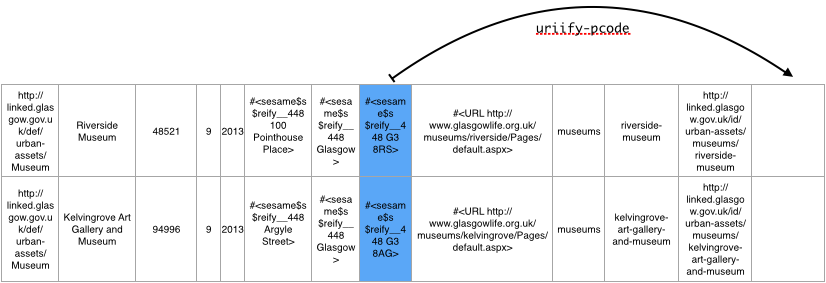 uriify-pcode
http://
linked.glas
gow.gov.u
k/def/
urban-
assets/
Museum
Riverside
Museum
48521
9
2013
#<sesame$s
$reify__448
100
Pointhouse
Place>
#<sesa
me$s
$reify__
448
Glasgow
>
#<sesam
e$s
$reify__4
48 G3
8RS>
#<URL http://
www.glasgowlife.org.uk/
museums/riverside/Pages/
default.aspx>
museums
riverside-
museum
http://
linked.glasgo
w.gov.uk/id/
urban-assets/
museums/
riverside-
museum
http://
linked.glas
gow.gov.u
k/def/
urban-
assets/
Museum
Kelvingrove Art
Gallery and
Museum
94996
9
2013
#<sesame$s
$reify__448
Argyle
Street>
#<sesa
me$s
$reify__
448
Glasgow
>
#<sesam
e$s
$reify__4
48 G3
8AG>
#<URL http://
www.glasgowlife.org.uk/
museums/kelvingrove/Pages/
default.aspx>
museums
kelvingrove-
art-gallery-
and-museum
http://
linked.glasgo
w.gov.uk/id/
urban-assets/
museums/
kelvingrove-
art-gallery-
and-museum